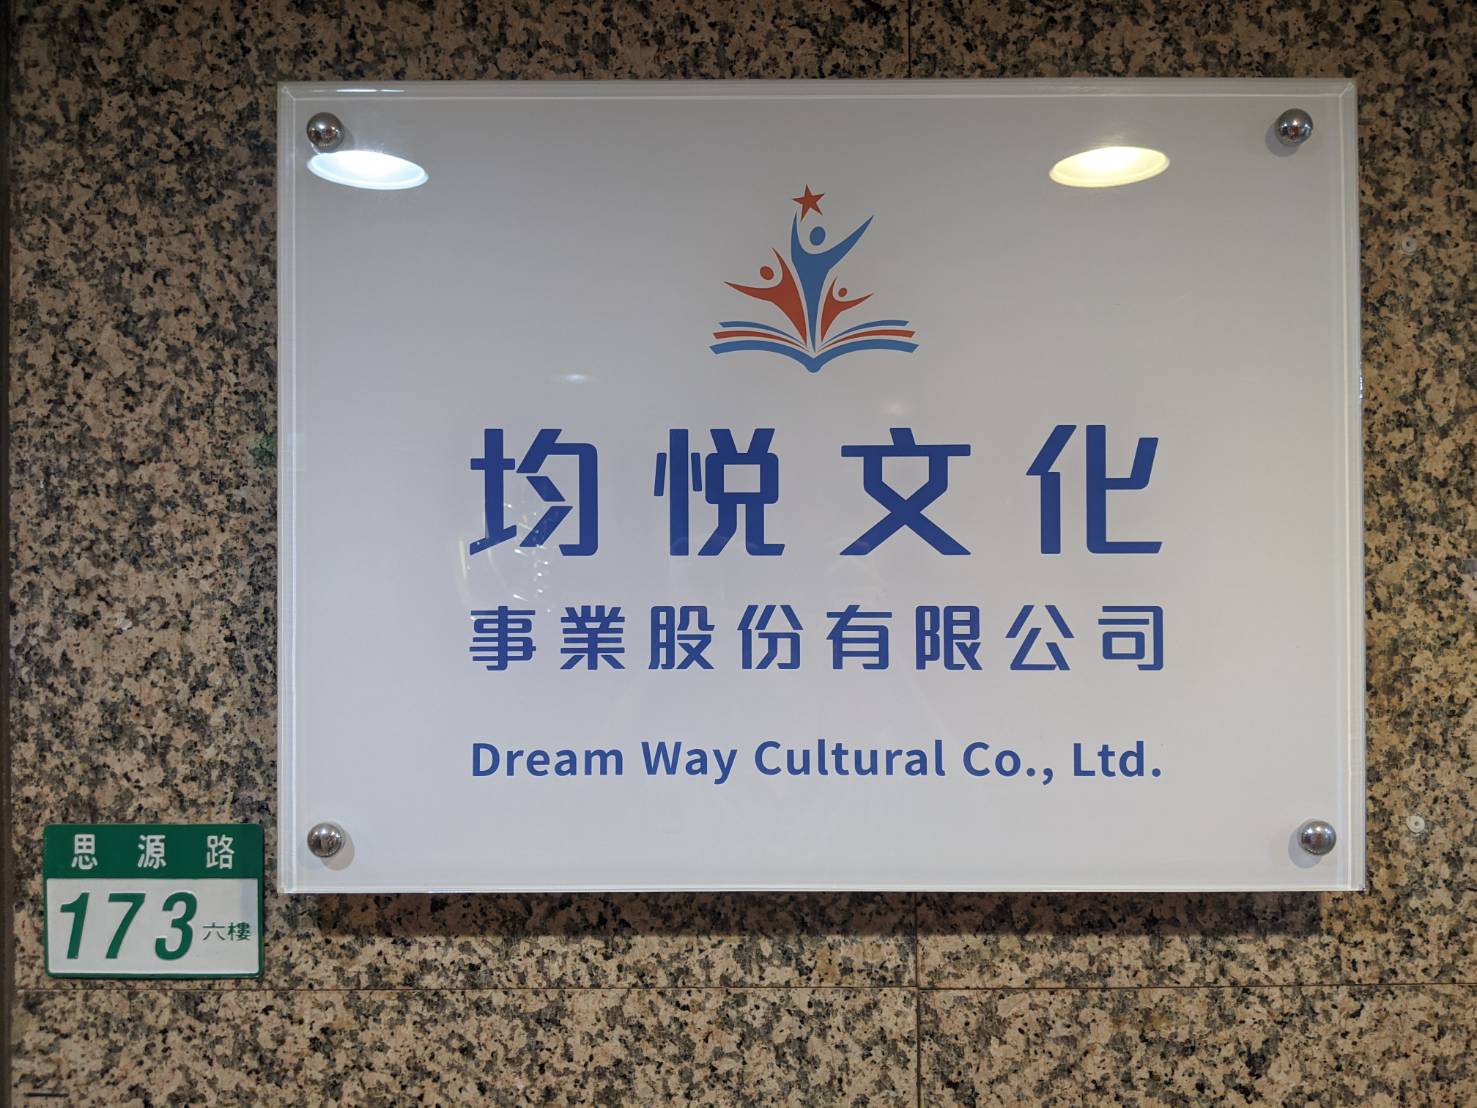 均悅文化
事業股份有限公司
Dream Way Cultural Co., Ltd.
思源路
173六樓